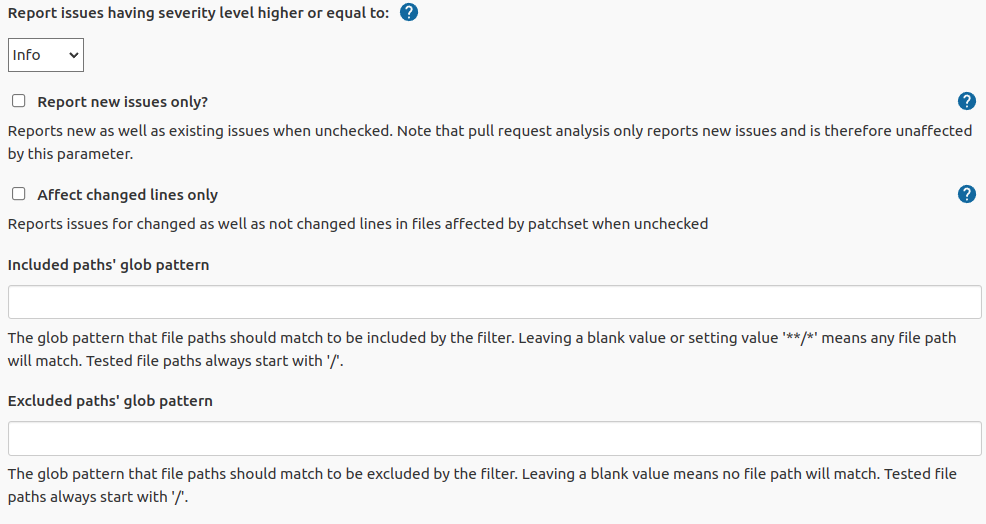 Report issues having severity level higher or equal to: ?
Info
Report new issues only? ?
Reports new as well as existing issues when unchecked. Note that pull request analysis only reports new issues and is therefore unaffected
by this parameter.
Affect changed lines only ?
Reports issues for changed as well as not changed lines in files affected by patchset when unchecked
Included paths' glob pattern
The glob pattern that file paths should match to be included by the filter. Leaving a blank value or setting value '**/*' means any file path
will match. Tested file paths always start with '/'.
Excluded paths' glob pattern
The glob pattern that file paths should match to be excluded by the filter. Leaving a blank value means no file path will match. Tested file
paths always start with '/'.